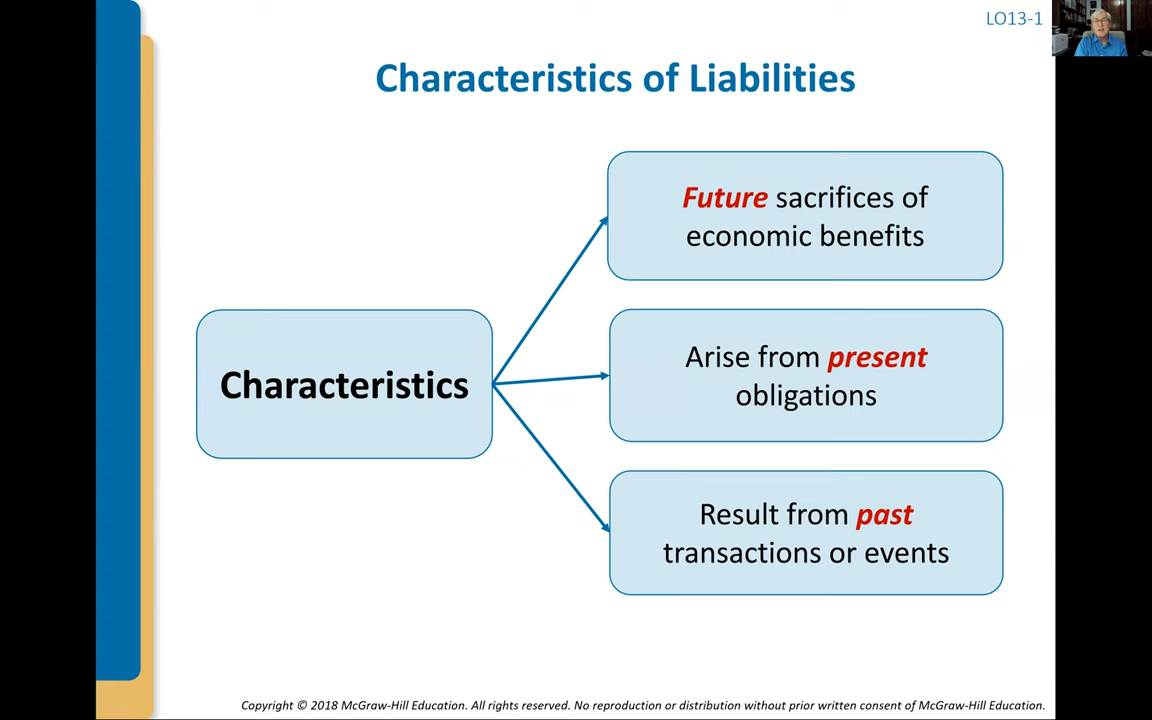 LO13-1
Characteristics of Liabilities
Future sacrifices of
economic benefits
Characteristics
Arise from present
obligations
Result from past
transactions or events
Copyright © 2018 McGraw-Hill Education. All rights reserved. No reproduction or distribution without prior written consent of McGraw-Hill Education.